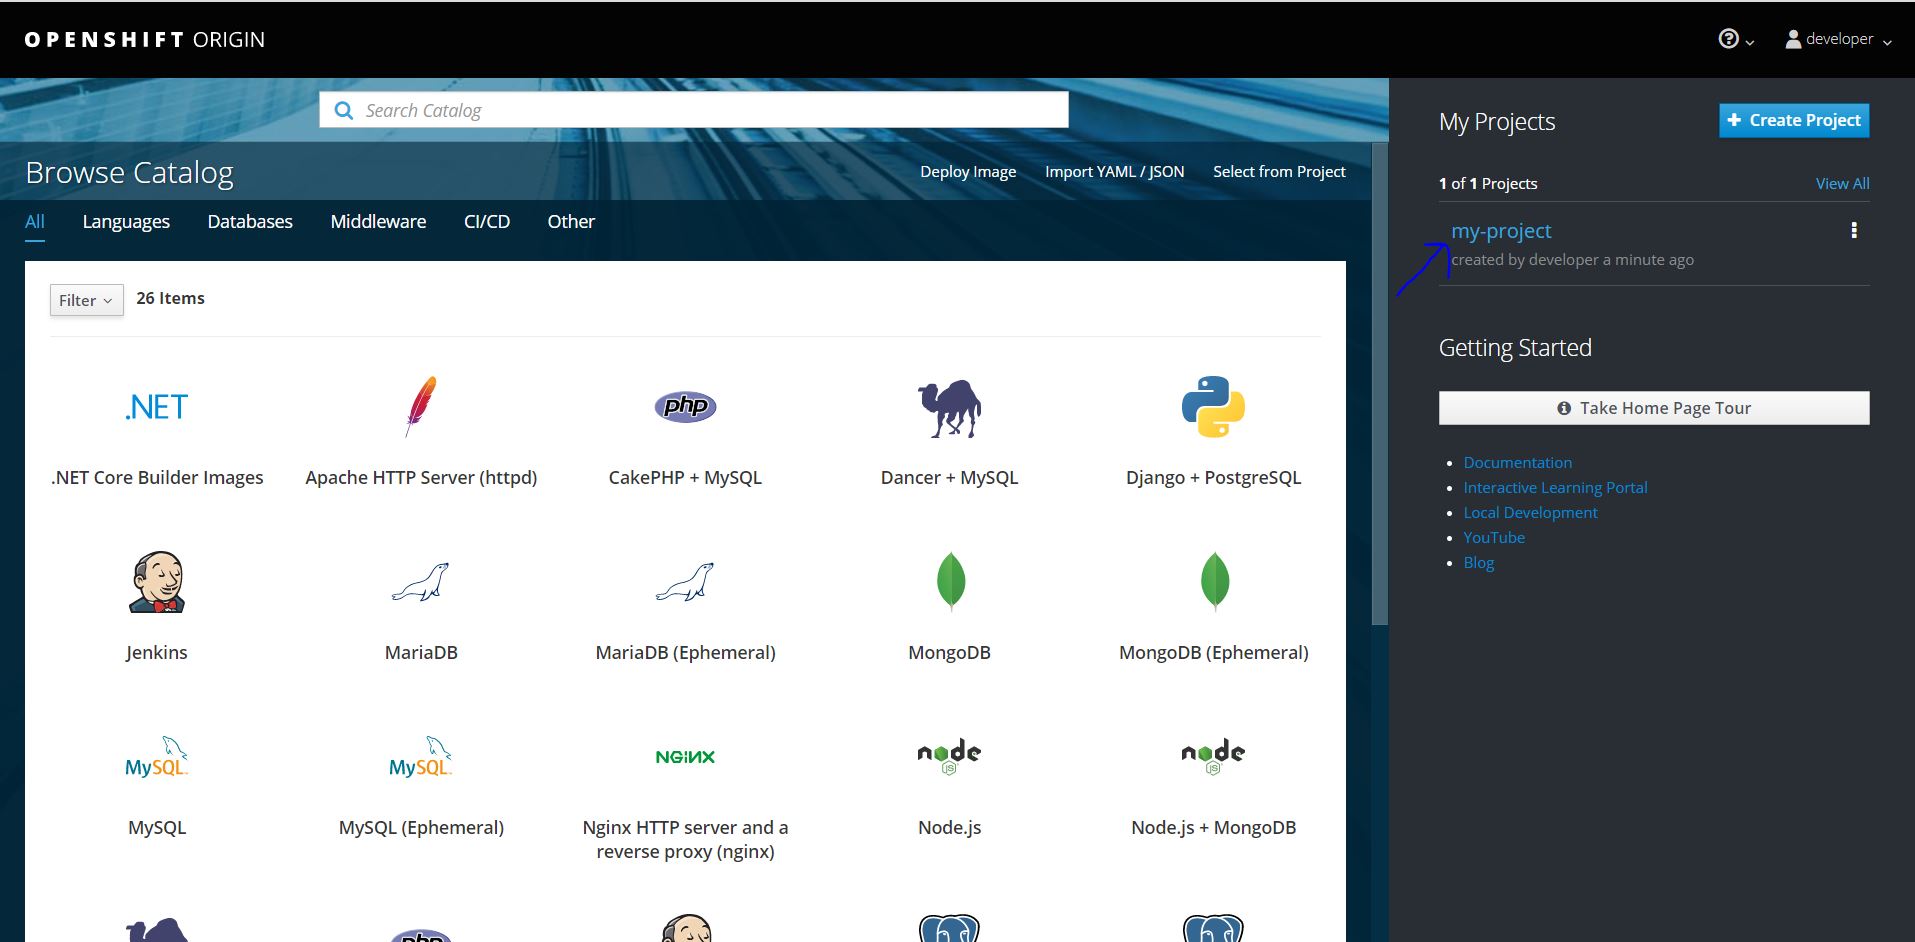 OPENSHIFT ORIGIN
developer
Search Catalog
My Projects
Create Project
Browse Catalog
Deploy Image
Import YAML / JSON
Select from Project
1 of 1 Projects
View All
All
Languages
Databases
Middleware
CI/CD
Other
my-project
created by developer a minute ago
Filter
26 Items
Getting Started
Take Home Page Tour
Documentation
Interactive Learning Portal
Local Development
YouTube
Blog
.NET
php
.NET Core Builder Images
Apache HTTP Server (httpd)
CakePHP + MySQL
Dancer + MySQL
Django + PostgreSQL
Jenkins
MariaDB
MariaDB (Ephemeral)
MongoDB
MongoDB (Ephemeral)
MySQL
MySQL
NGINX
node
JS
node
JS
MySQL
MySQL (Ephemeral)
Nginx HTTP server and a
reverse proxy (nginx)
Node.js
Node.js + MongoDB
php